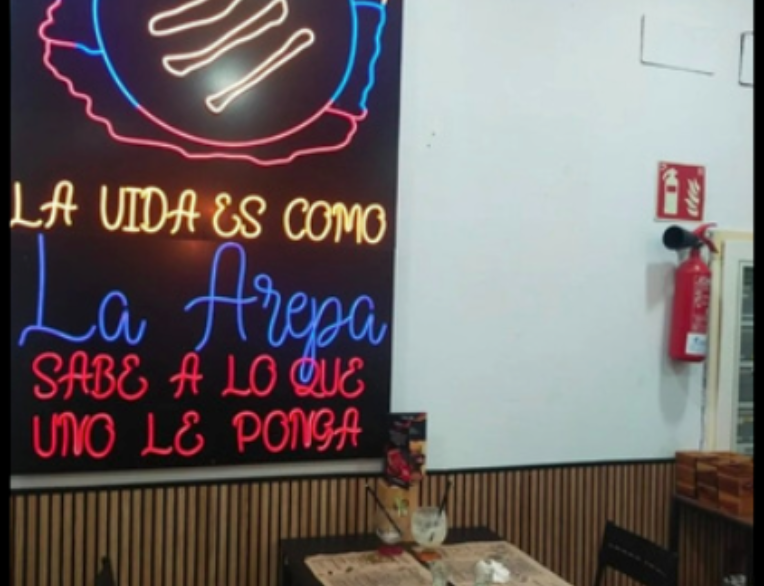 LA VIDA ES COMO
La Arepa
SABE A LO QUE
UNO LE PONGA